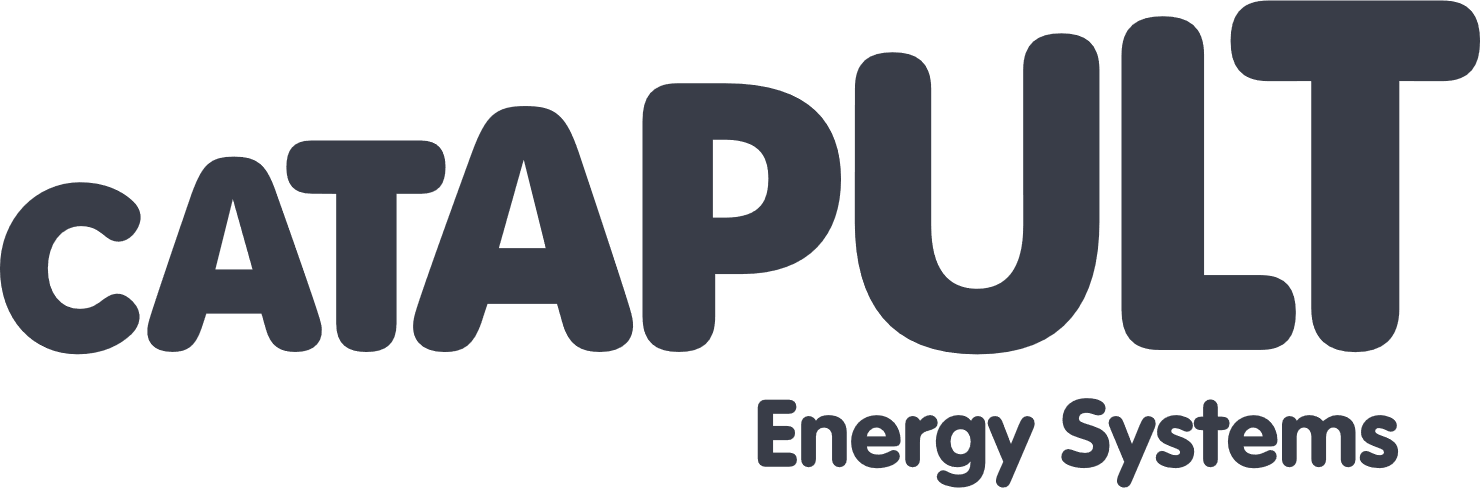 CATAPULT
Energy Systems